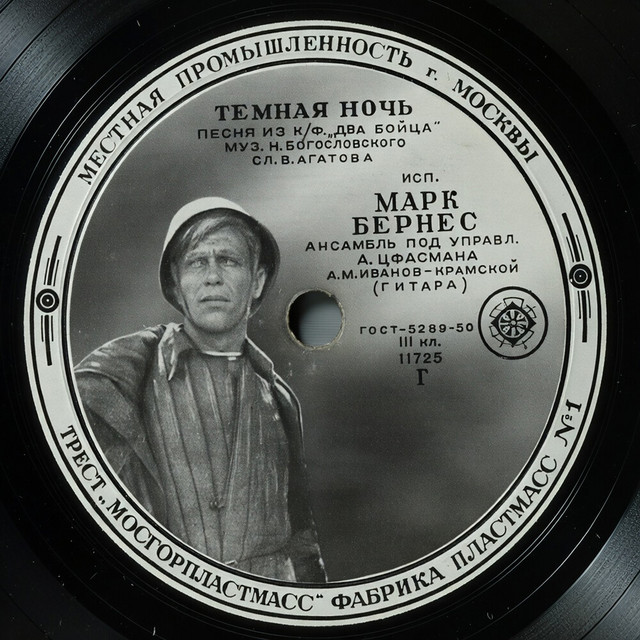 МЕСТНАЯ ПРОМЫШЛЕННОСТЬ г. МОСКВЫ
ТЕМНАЯ НОЧЬ
ПЕСНЯ ИЗ К/Ф. „ДВА БОЙЦА"
МУЗ. Н. БОГОСЛОВСКОГО
СЛ. В. АГАТОВА
ИСП.
МАРК
БЕРНЕС
АНСАМБЛЬ ПОД УПРАВЛ.
А. ЦФАСМАНА
А.М.ИВАНОВ-КРАМСКОЙ
(ГИТАРА)
ГОСТ-5289-50
III кл.
11725
Г
ТРЕСТ „МОСГОРПЛАСТМАСС" ФАБРИКА ПЛАСТМАСС №1